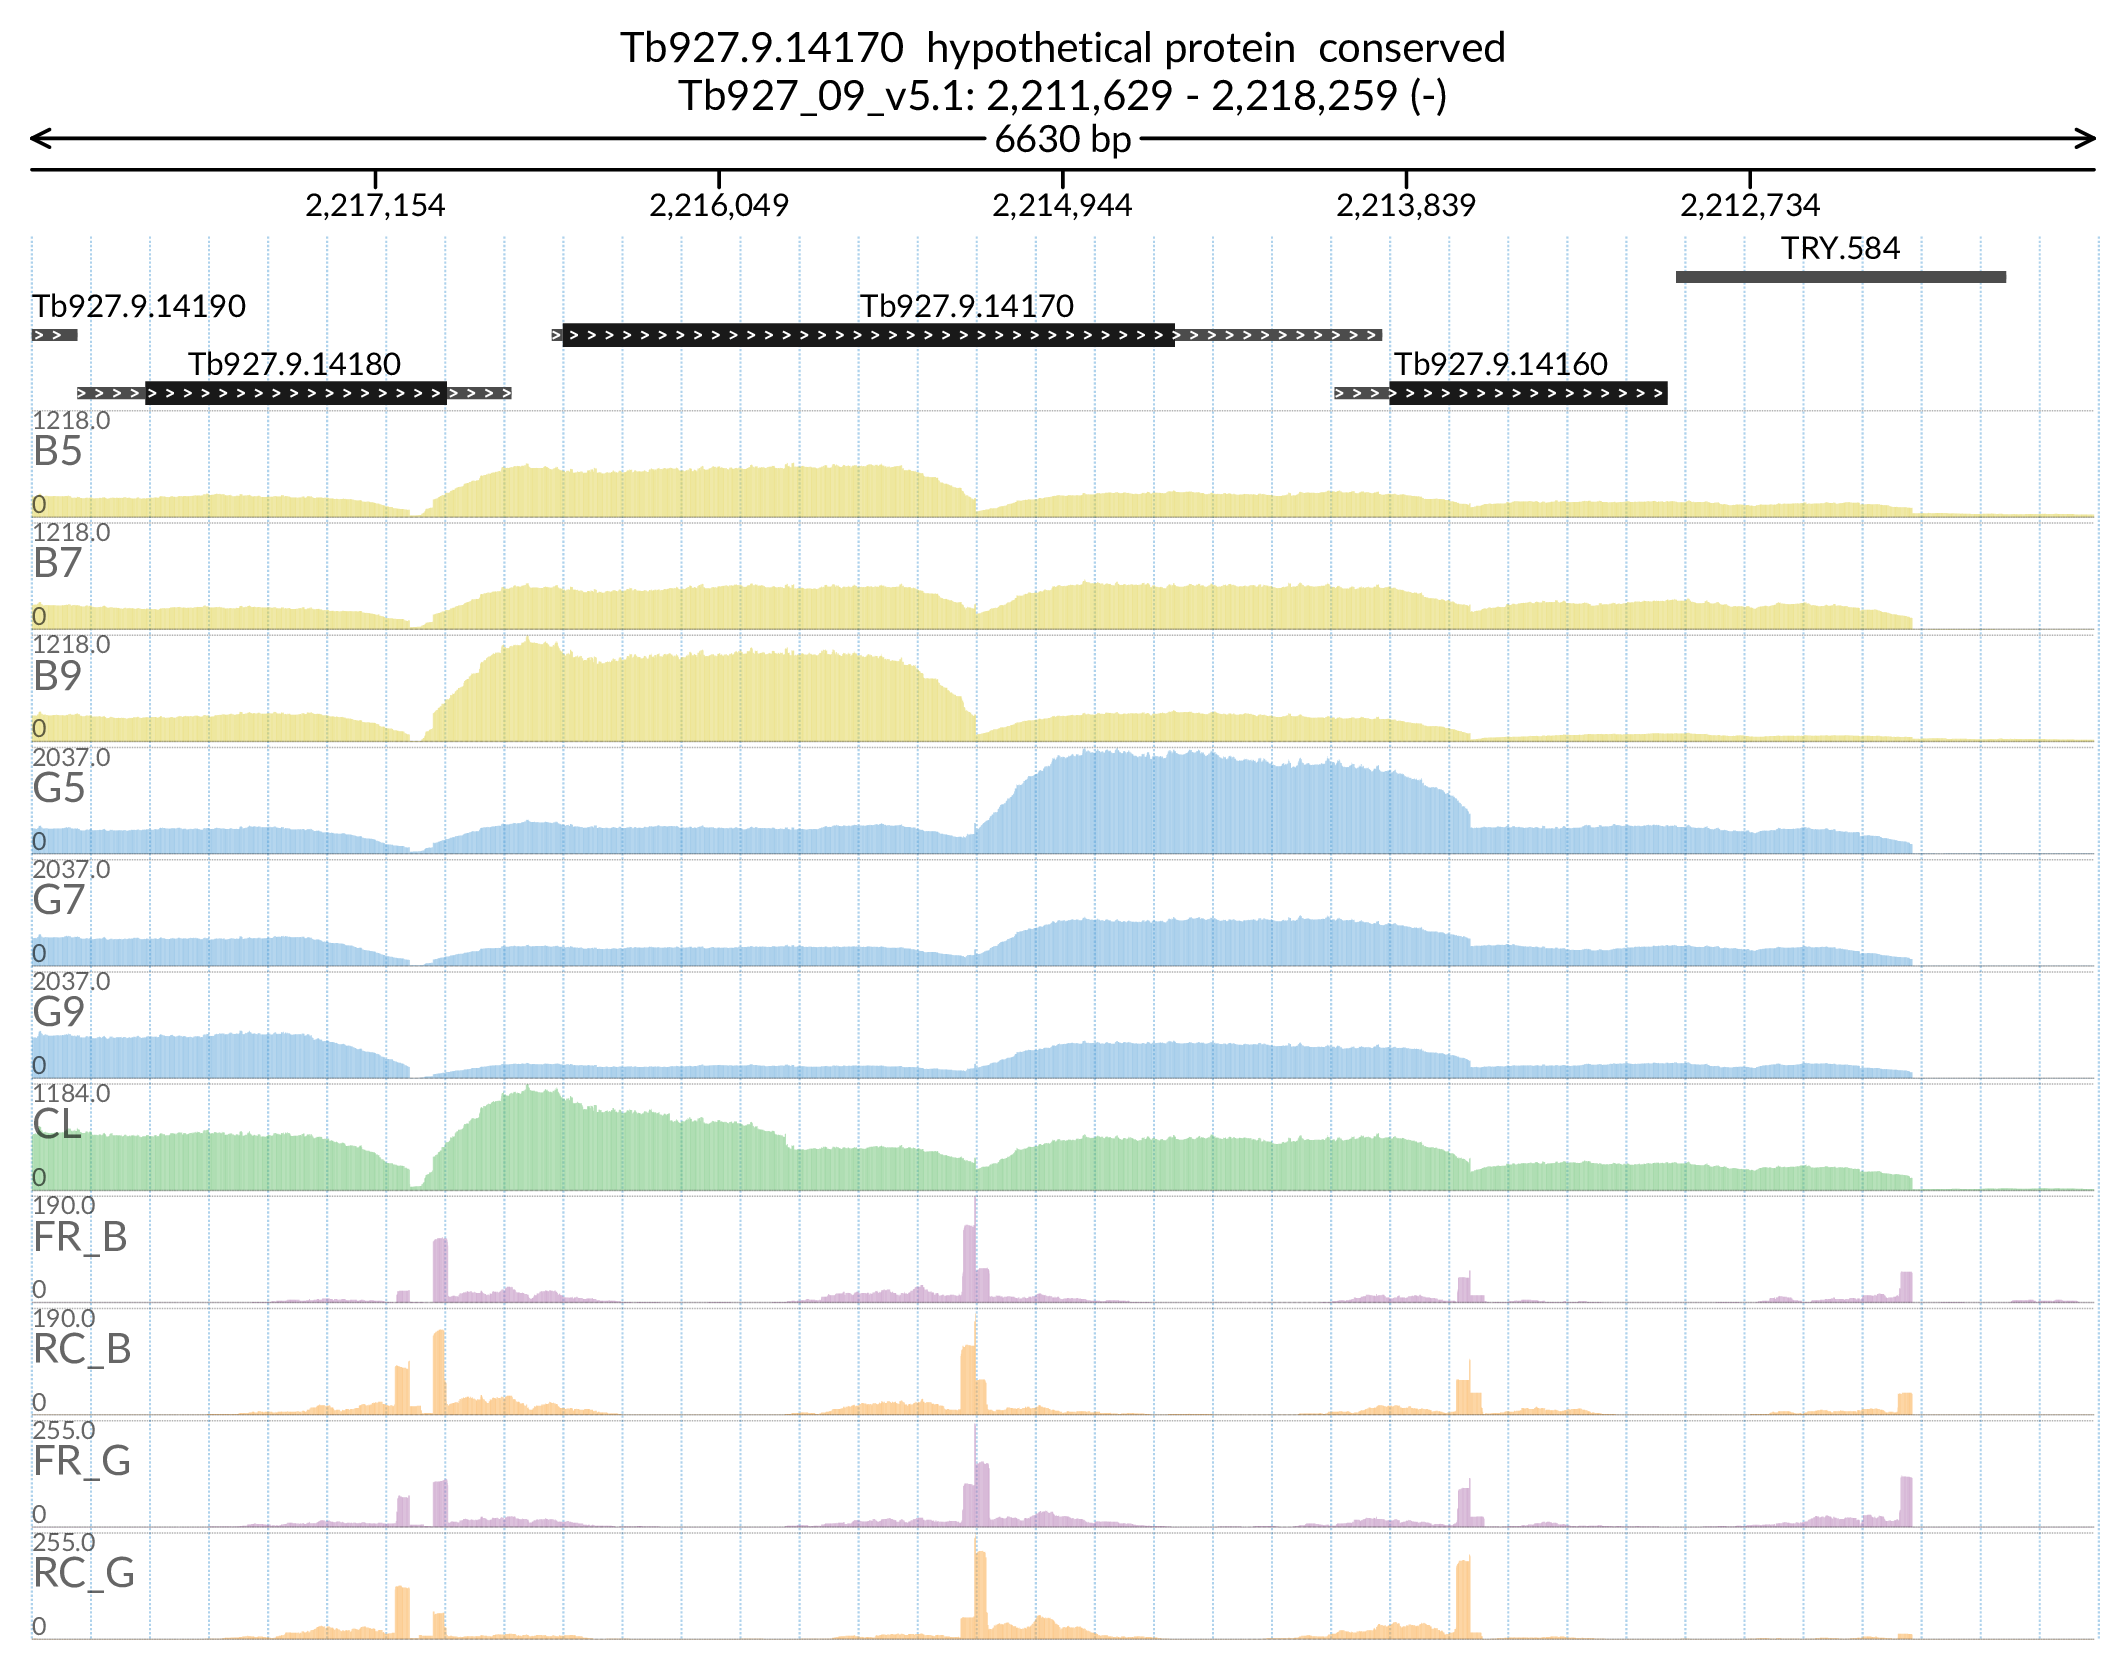 Tb927.9.14170  hypothetical protein  conserved
Tb927_09_v5.1: 2,211,629 - 2,218,259 (-)
6630 bp
2,217,154 2,216,049 2,214,944 2,213,839 2,212,734
TRY.584
Tb927.9.14190 Tb927.9.14170
Tb927.9.14180 Tb927.9.14160
1218.0
B5
0
1218.0
B7
0
1218.0
B9
0
2037.0
G5
0
2037.0
G7
0
2037.0
G9
0
1184.0
CL
0
190.0
FR_B
0
190.0
RC_B
0
255.0
FR_G
0
255.0
RC_G
0